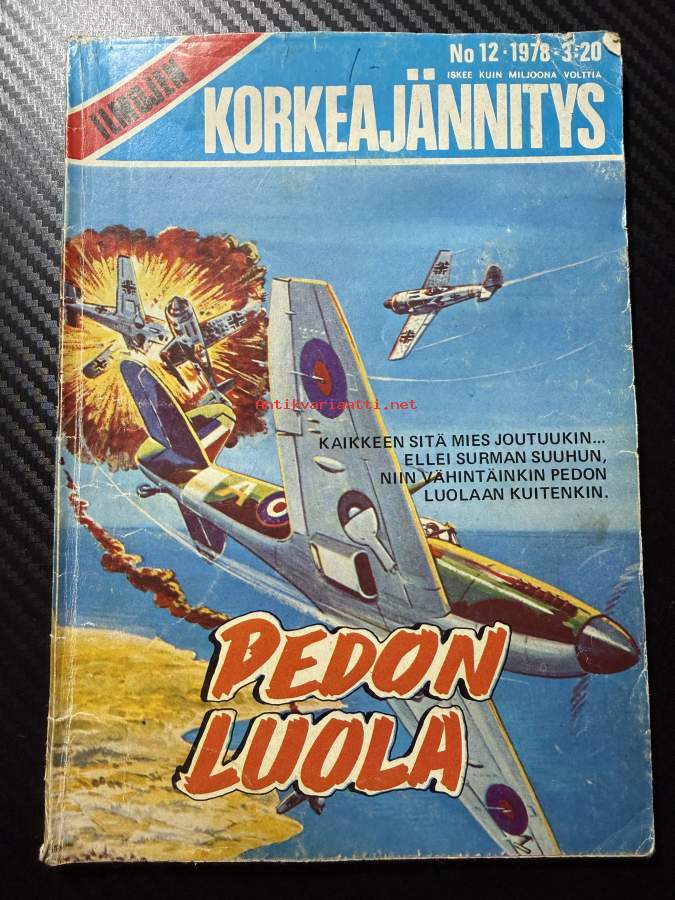 ILMOJEN
No 12 · 1978 · 3:20
ISKEE KUIN MILJOONA VOLTTIA
KORKEAJÄNNITYS
Antikvariaatti.net
KAIKKEEN SITÄ MIES JOUTUUKIN...
ELLEI SURMAN SUUHUN,
NIIN VÄHINTÄINKIN PEDON
LUOLAAN KUITENKIN.
A
PEDON
LUOLA